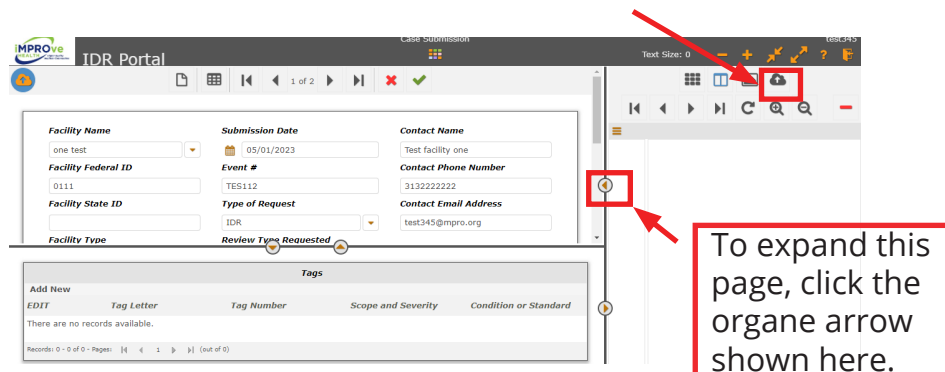 Case Submission
test345
iMPROve
HEALTH
IDR Portal
Text Size: 0
?
1 of 2
Facility Name
Submission Date
Contact Name
one test
05/01/2023
Test facility one
Facility Federal ID
Event #
Contact Phone Number
0111
TES112
3132222222
Facility State ID
Type of Request
Contact Email Address
IDR
test345@mpro.org
Facility Type
Review Type Requested
Tags
Add New
EDIT
Tag Letter
Tag Number
Scope and Severity
Condition or Standard
There are no records available.
Records: 0 - 0 of 0 - Pages:
1
(out of 0)
To expand this
page, click the
organe arrow
shown here.